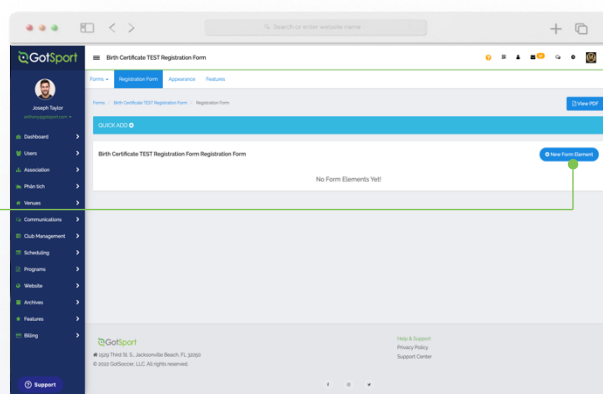 Search or enter website name
GotSport
Birth Certificate TEST Registration Form
Forms
Registration Form
Appearance
Features
Joseph Taylor
Forms / Birth Certificate TEST Registration Form / Registration Form
View PDF
QUICK ADD
Dashboard
Users
Association
Phân tích
Venues
Communications
Club Management
Scheduling
Programs
Website
Archives
Features
Billing
Support
Birth Certificate TEST Registration Form Registration Form
New Form Element
No Form Elements Yet!
GotSport
1529 Third St. S., Jacksonville Beach, FL 32250
© 2022 GotSoccer, LLC. All rights reserved.
Help & Support
Privacy Policy
Support Center